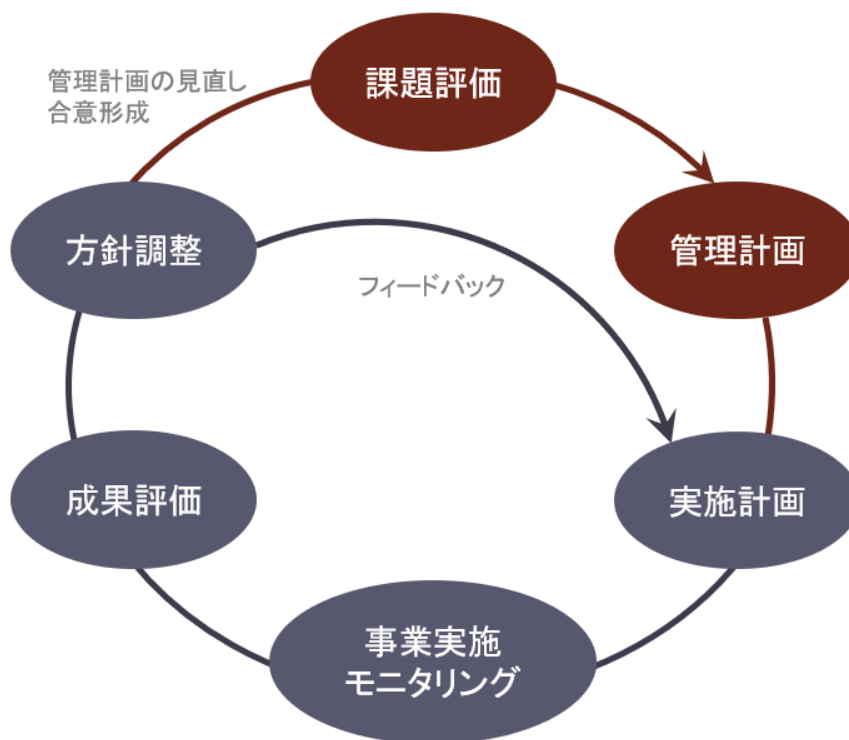 管理計画の見直し
合意形成
課題評価
方針調整
管理計画
フィードバック
成果評価
実施計画
事業実施
モニタリング